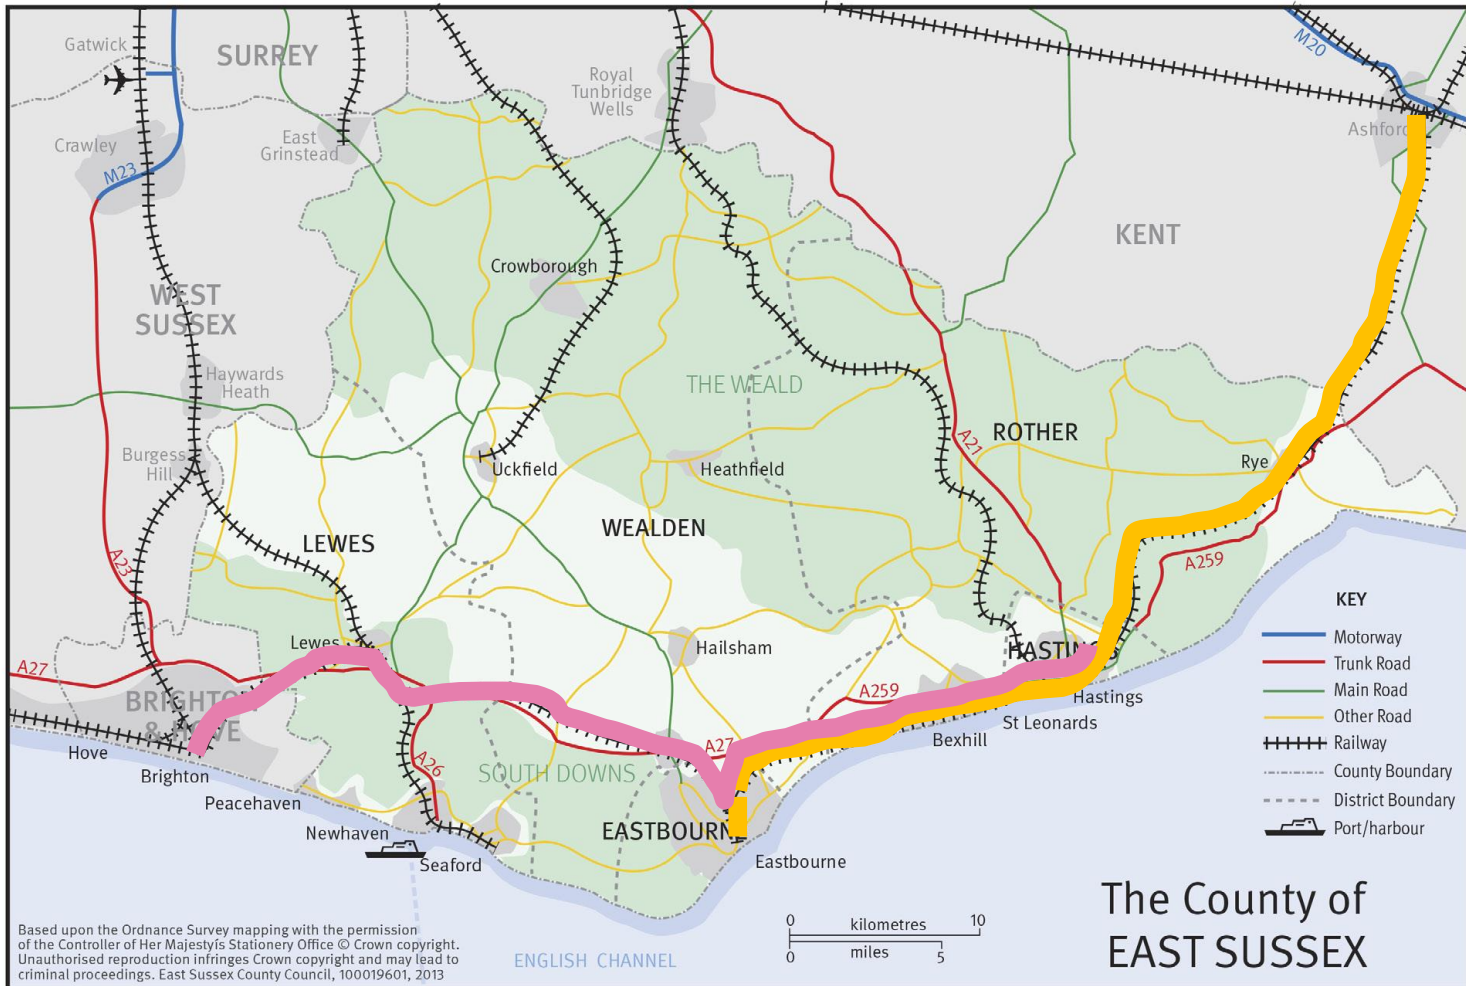 Gatwick
SURREY
Royal
Tunbridge
Wells
M20
Crawley
East
Grinstead
Ashford
M23
KENT
Crowborough
WEST
SUSSEX
Haywards
Heath
THE WEALD
A21
ROTHER
Burgess
Hill
Uckfield
Heathfield
Rye
WEALDEN
LEWES
A23
A259
KEY
Motorway
Trunk Road
Main Road
Other Road
Railway
County Boundary
District Boundary
Port/harbour
Lewes
Hailsham
HASTINGS
A27
BRIGHTON
& HOVE
A259
Hastings
St Leonards
Bexhill
A27
Hove
Brighton
A26
SOUTH DOWNS
Peacehaven
Newhaven
EASTBOURN
Eastbourne
Seaford
The County of
EAST SUSSEX
0 kilometres 10
0 miles 5
ENGLISH CHANNEL
Based upon the Ordnance Survey mapping with the permission
of the Controller of Her Majestyís Stationery Office © Crown copyright.
Unauthorised reproduction infringes Crown copyright and may lead to
criminal proceedings. East Sussex County Council, 100019601, 2013